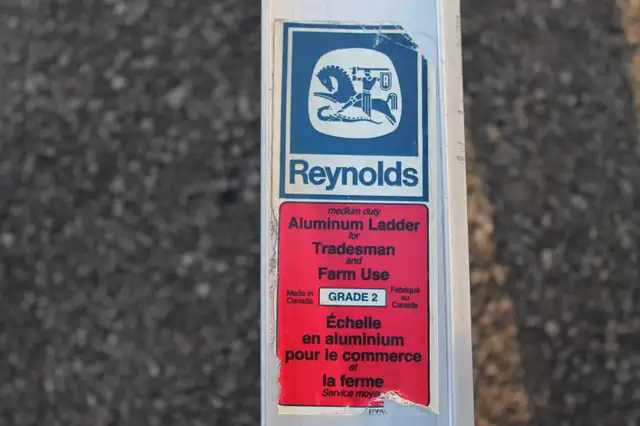 R
Reynolds
medium duty
Aluminum Ladder
for
Tradesman
and
Farm Use
Made in
Canada
GRADE 2
Fabriqué
au
Canada
Échelle
en aluminium
pour le commerce
et
la ferme